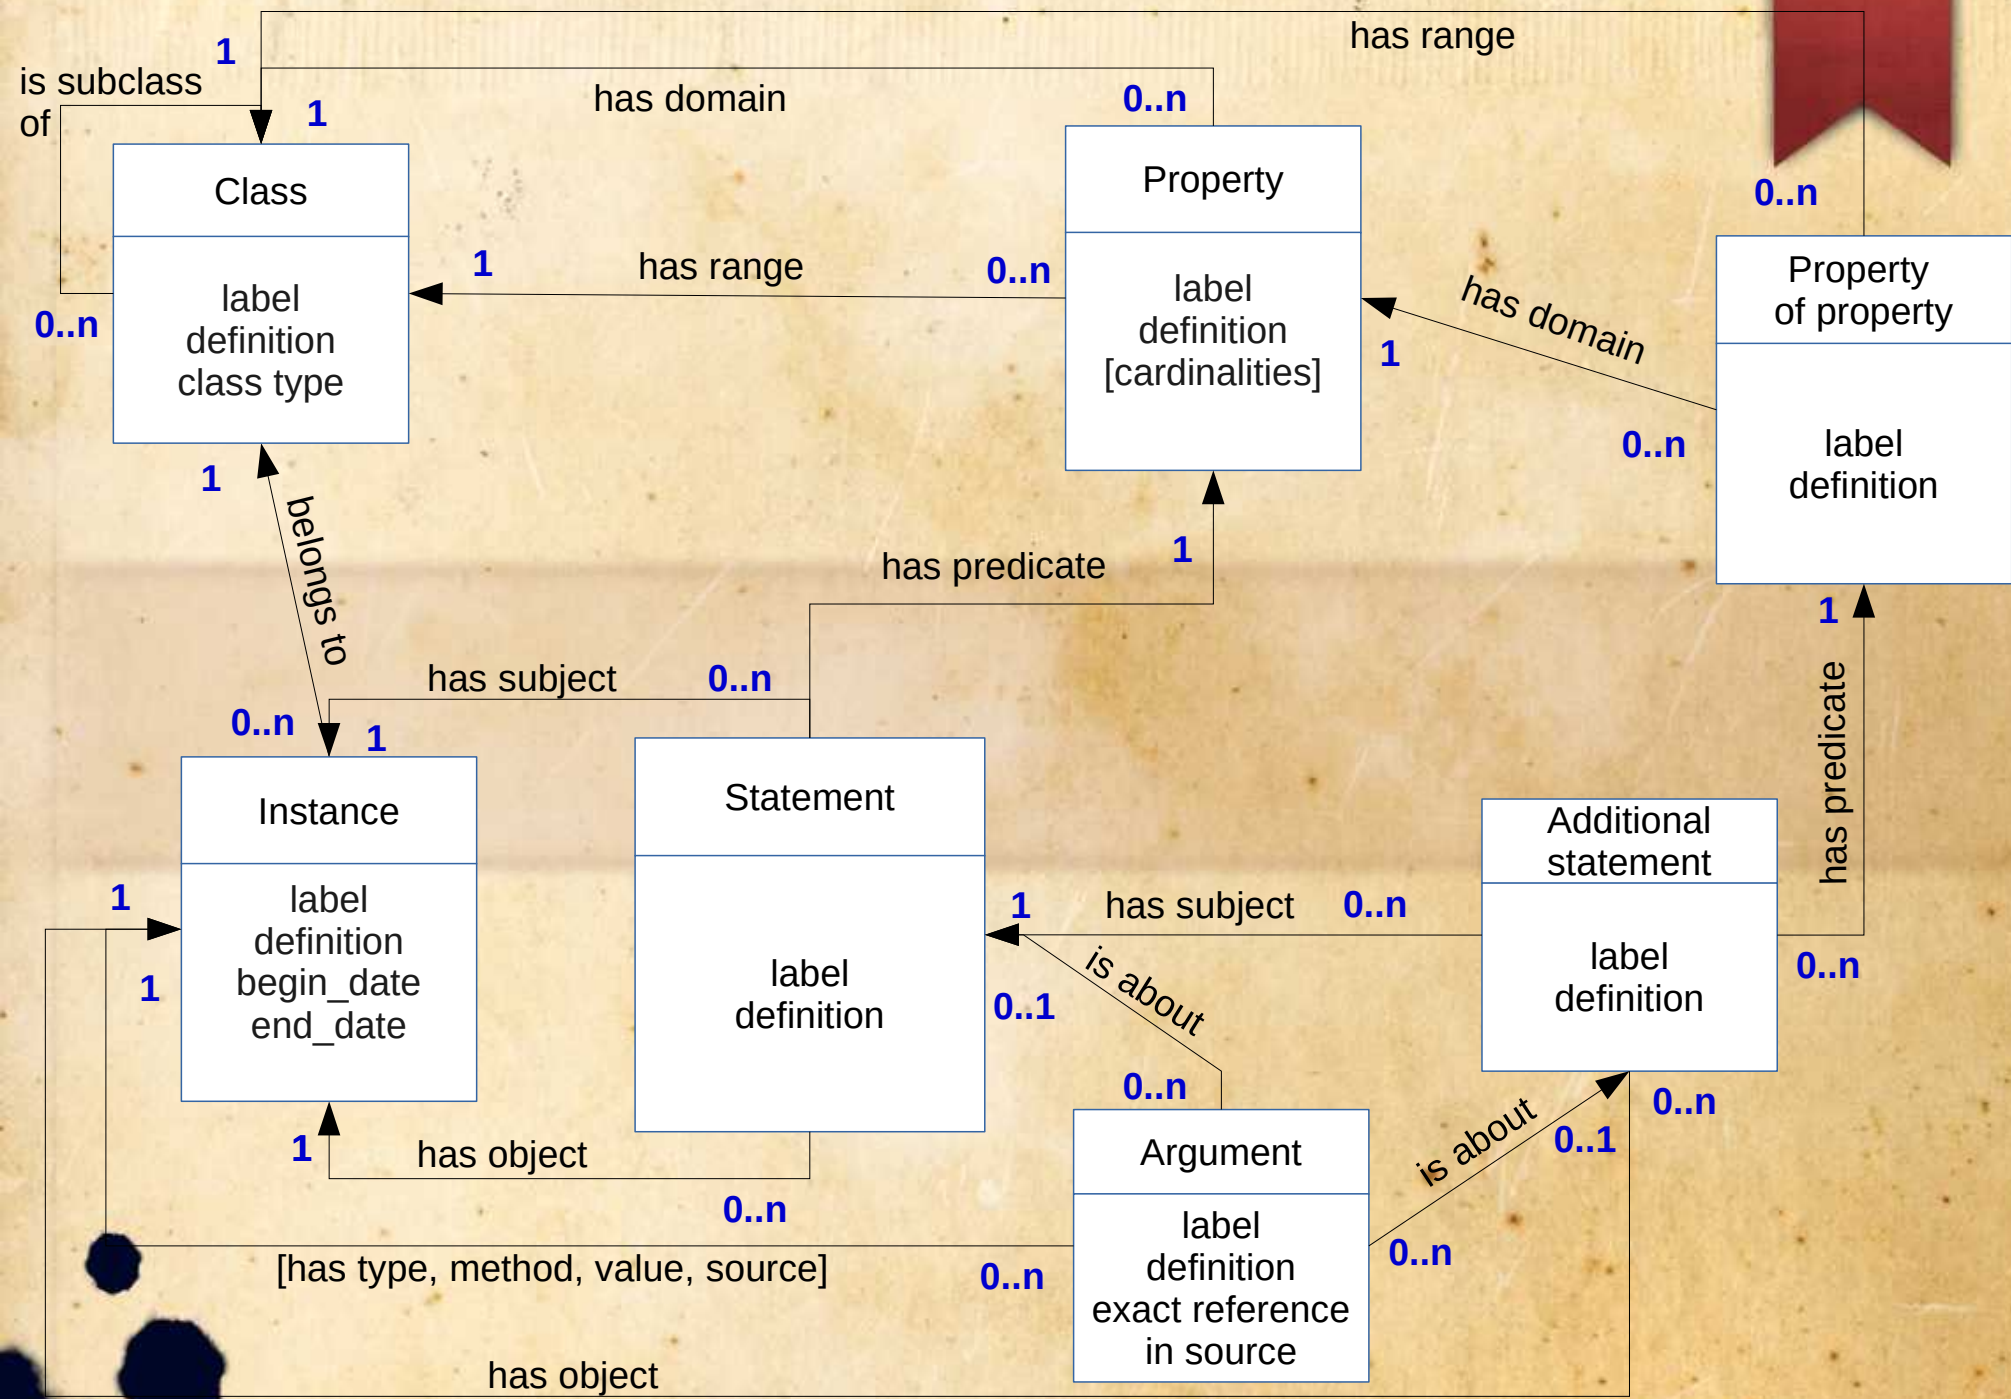 has range
1
is subclass
of
1
has domain
0..n
Class
label
definition
class type
0..n
1
has range
0..n
Property
label
definition
[cardinalities]
has domain
1
0..n
0..n
Property
of property
label
definition
1
belongs to
0..n
1
has subject
0..n
has predicate
1
1
has predicate
Instance
label
definition
begin_date
end_date
1
1
Statement
label
definition
1
has subject
0..n
is about
0..1
0..n
Additional
statement
label
definition
0..n
1
has object
0..n
Argument
label
definition
exact reference
in source
is about
0..1
0..n
0..n
[has type, method, value, source]
0..n
has object